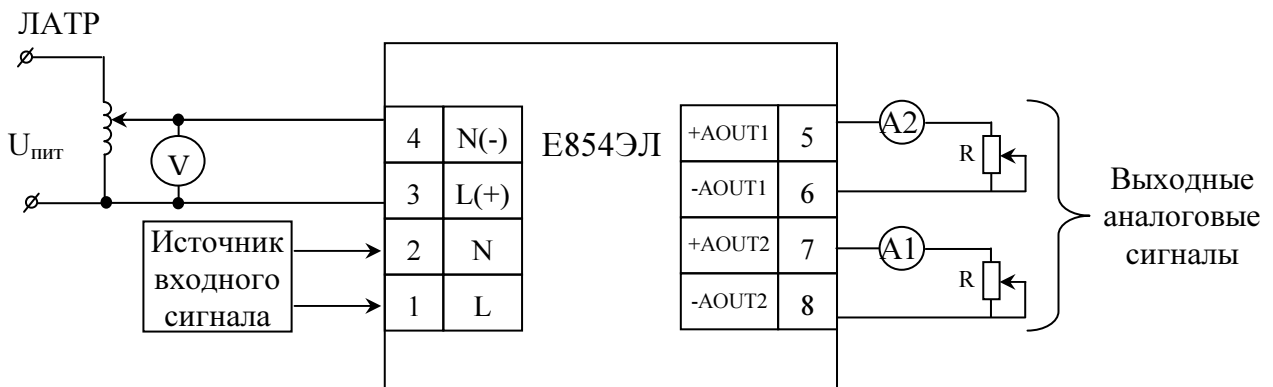 ЛАТР
Uпит
V
Источник
входного
сигнала
4 N(-)
3 L(+)
2 N
1 L
Е854ЭЛ
+AOUT1 5
-AOUT1 6
+AOUT2 7
-AOUT2 8
A2
R
A1
R
Выходные
аналоговые
сигналы